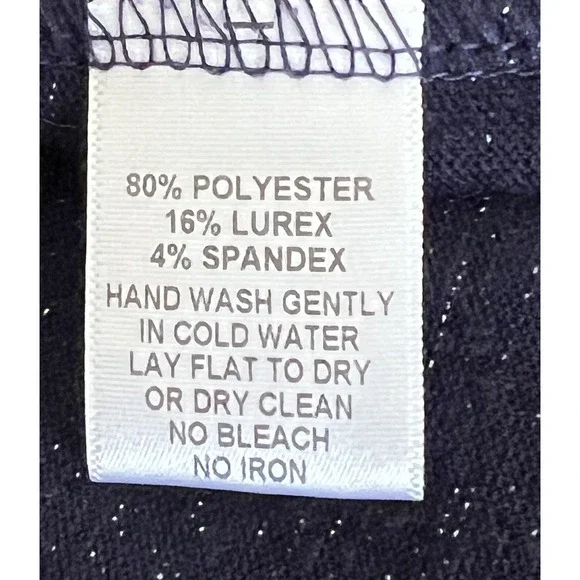 80% POLYESTER
16% LUREX
4% SPANDEX
HAND WASH GENTLY
IN COLD WATER
LAY FLAT TO DRY
OR DRY CLEAN
NO BLEACH
NO IRON